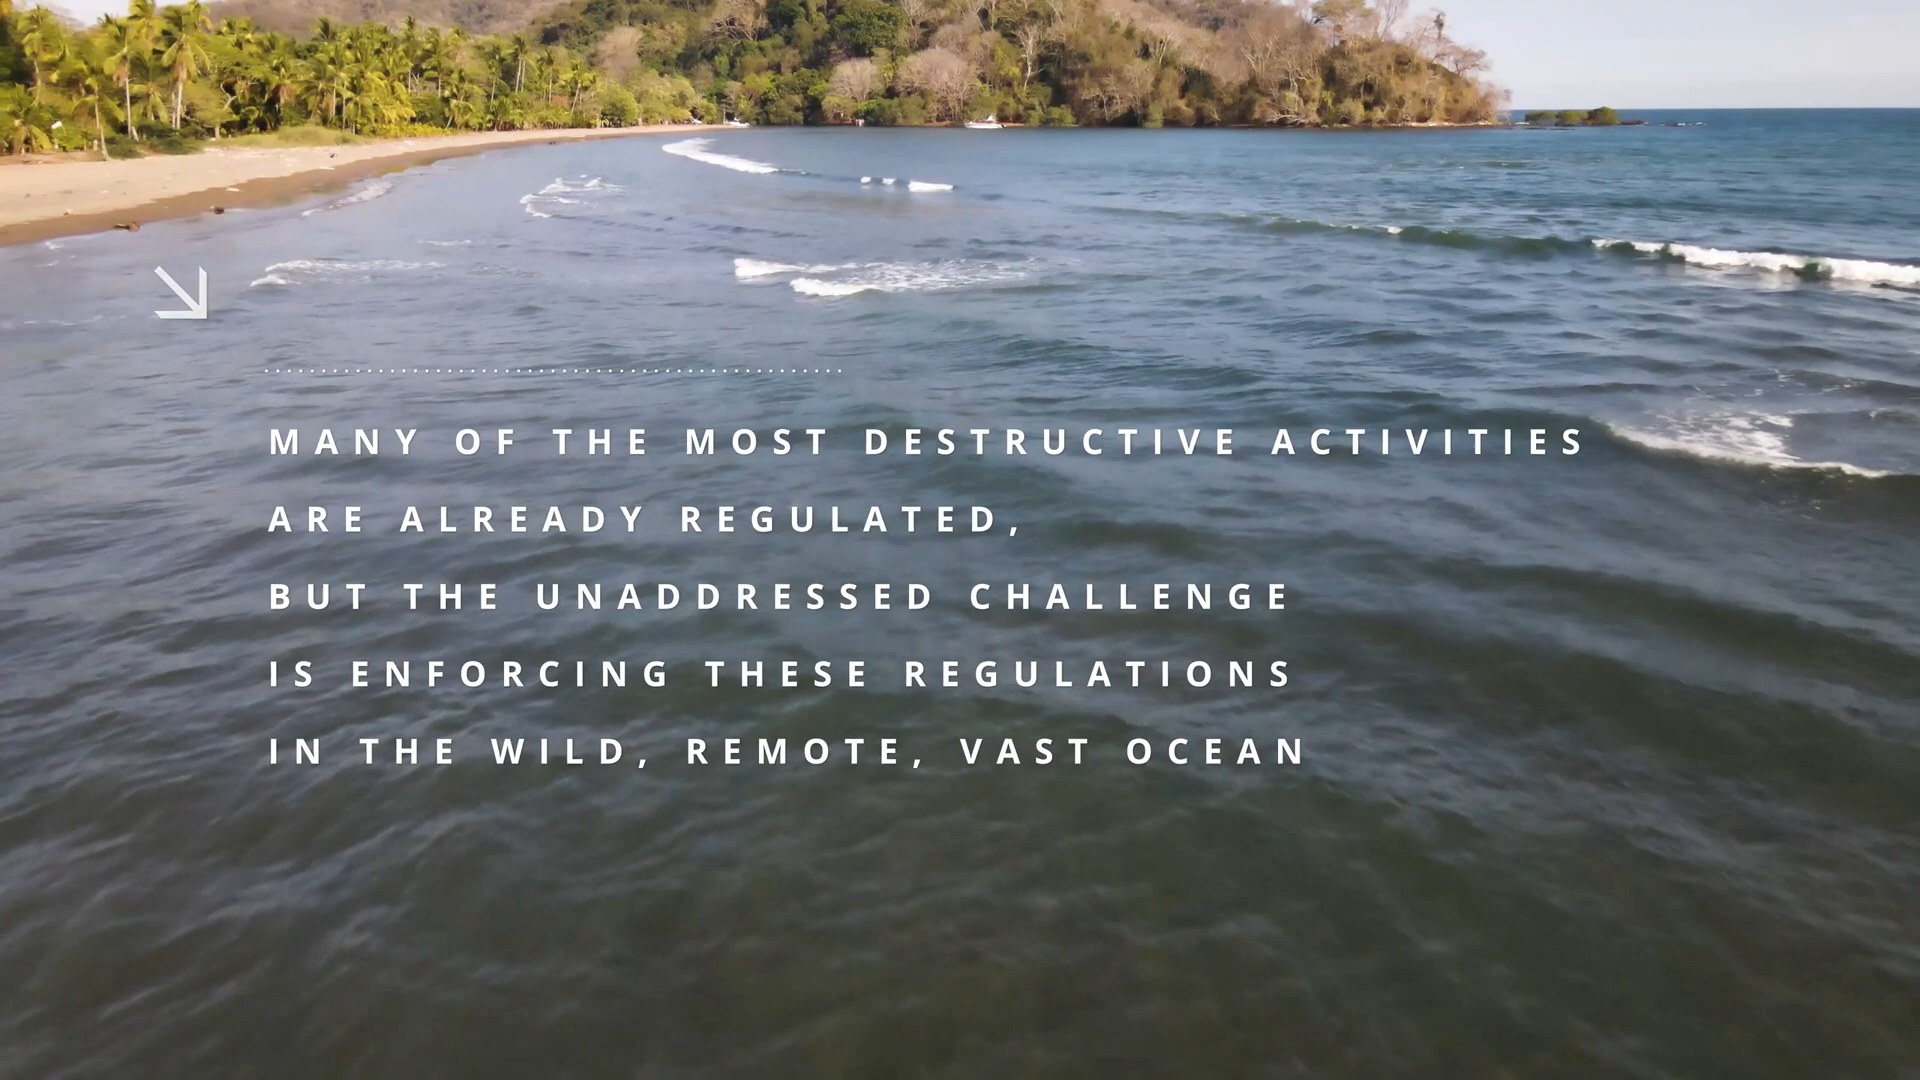 MANY OF THE MOST DESTRUCTIVE ACTIVITIES
ARE ALREADY REGULATED,
BUT THE UNADDRESSED CHALLENGE
IS ENFORCING THESE REGULATIONS
IN THE WILD, REMOTE, VAST OCEAN